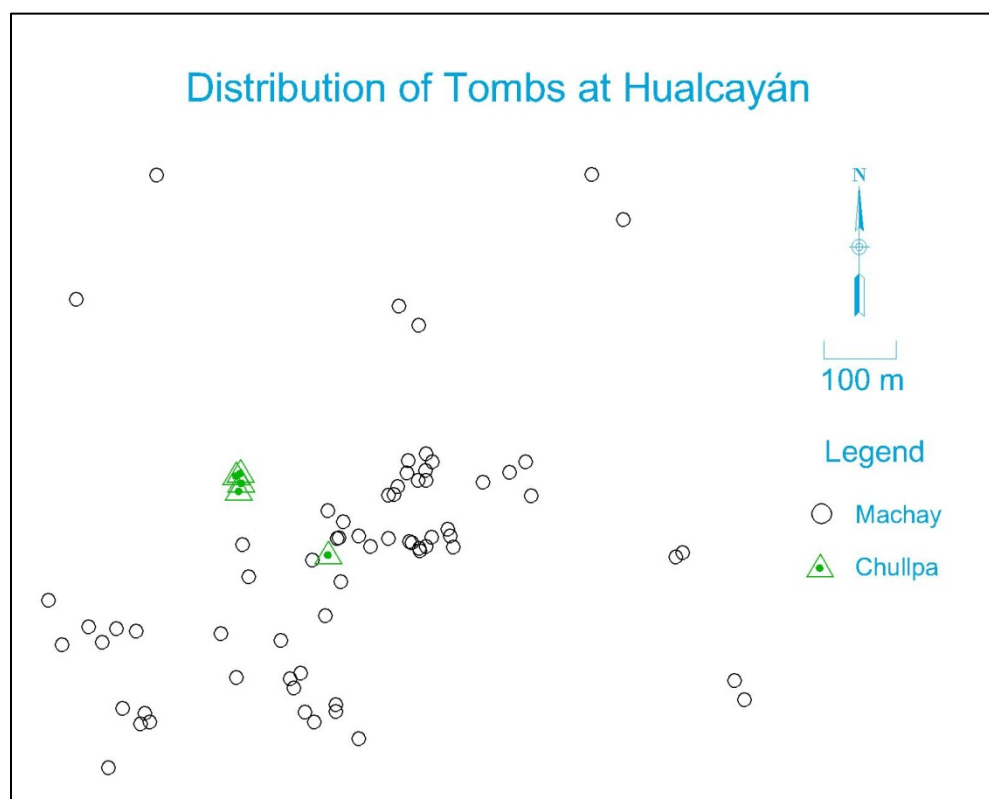 Distribution of Tombs at Hualcayán
N
100 m
Legend
Machay
Chullpa